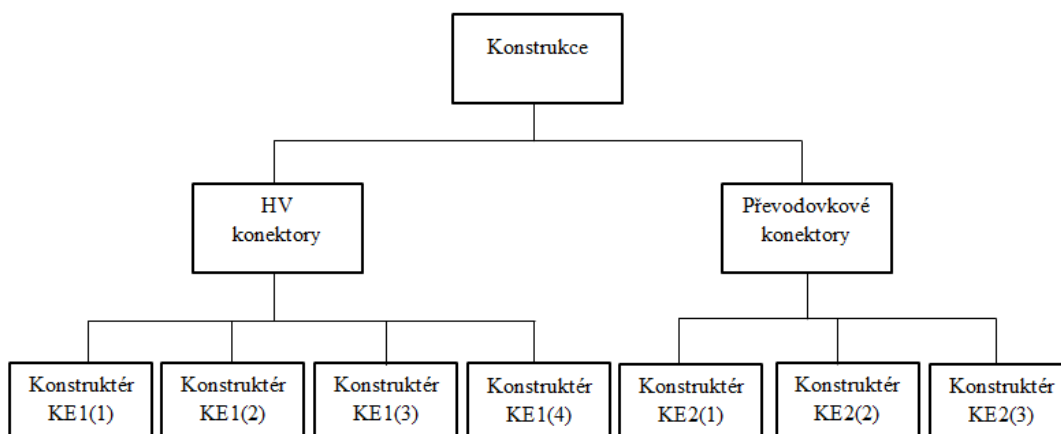 Konstrukce
HV
konektory
Převodovkové
konektory
Konstruktér
KE1(1)
Konstruktér
KE1(2)
Konstruktér
KE1(3)
Konstruktér
KE1(4)
Konstruktér
KE2(1)
Konstruktér
KE2(2)
Konstruktér
KE2(3)